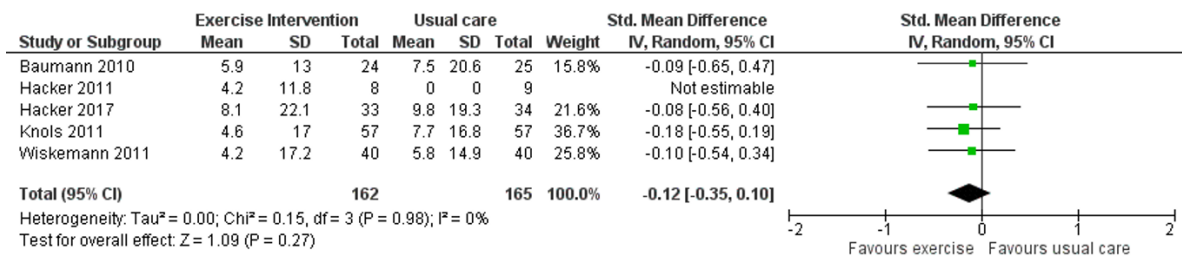 Exercise Intervention Usual care Std. Mean Difference Std. Mean Difference
Study or Subgroup Mean SD Total Mean SD Total Weight IV, Random, 95% CI IV, Random, 95% CI
Baumann 2010 5.9 13 24 7.5 20.6 25 15.8% -0.09 [-0.65, 0.47]
Hacker 2011 4.2 11.8 8 0 0 9 Not estimable
Hacker 2017 8.1 22.1 33 9.8 19.3 34 21.6% -0.08 [-0.56, 0.40]
Knols 2011 4.6 17 57 7.7 16.8 57 36.7% -0.18 [-0.55, 0.19]
Wiskemann 2011 4.2 17.2 40 5.8 14.9 40 25.8% -0.10 [-0.54, 0.34]
Total (95% CI) 162 165 100.0% -0.12 [-0.35, 0.10]
Heterogeneity: Tau² = 0.00; Chi² = 0.15, df = 3 (P = 0.98); I² = 0%
Test for overall effect: Z = 1.09 (P = 0.27)
-2 -1 0 1 2
Favours exercise Favours usual care